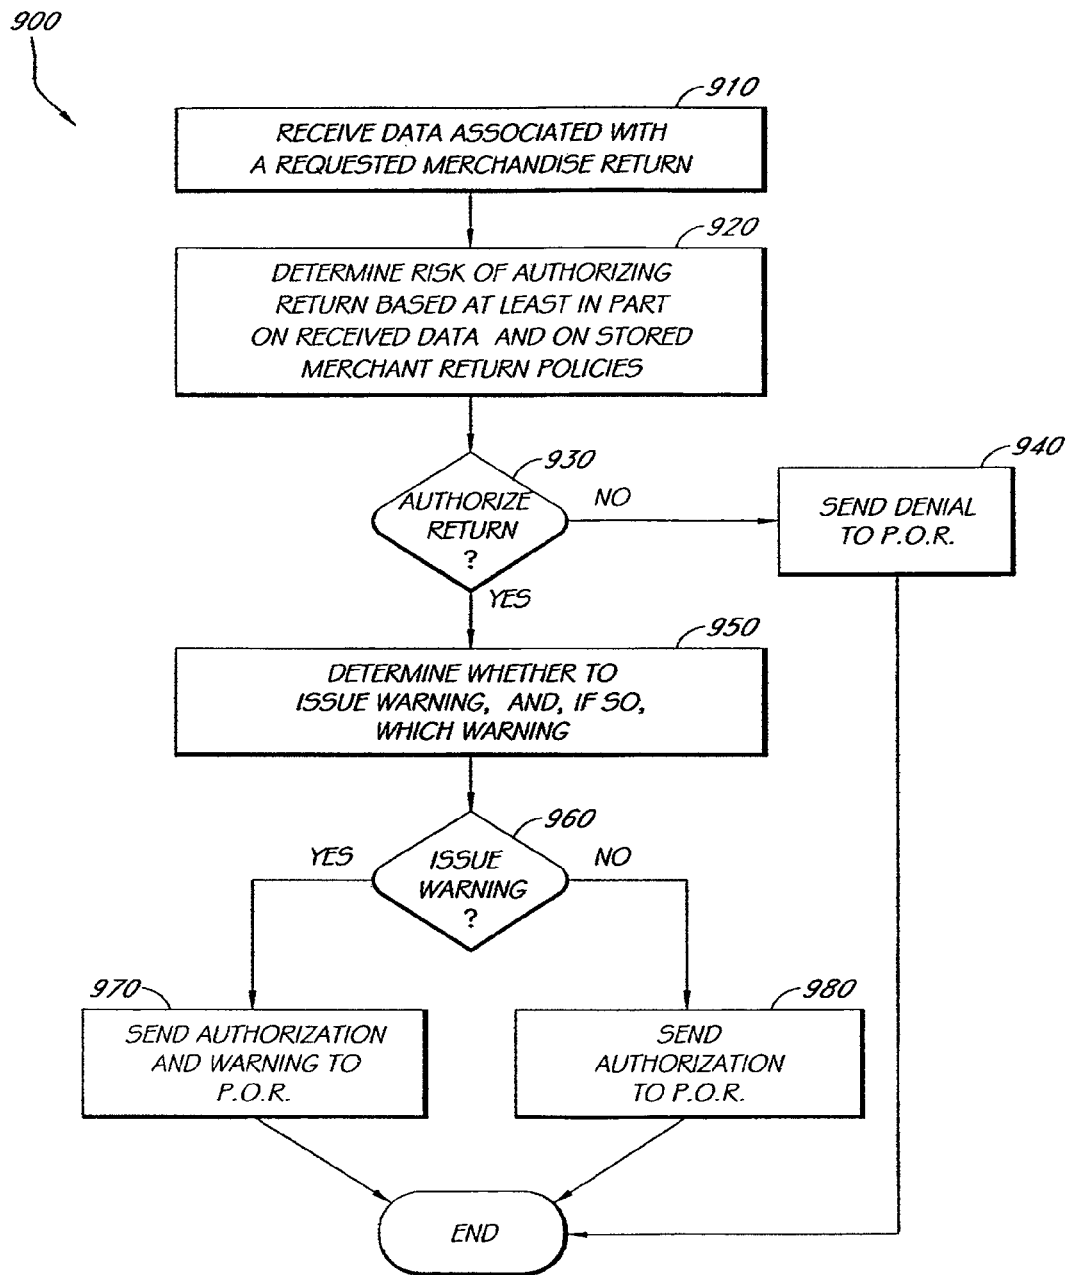 900
910
RECEIVE DATA ASSOCIATED WITH
A REQUESTED MERCHANDISE RETURN
920
DETERMINE RISK OF AUTHORIZING
RETURN BASED AT LEAST IN PART
ON RECEIVED DATA AND ON STORED
MERCHANT RETURN POLICIES
930
AUTHORIZE
RETURN
?
NO
940
SEND DENIAL
TO P.O.R.
YES
950
DETERMINE WHETHER TO
ISSUE WARNING, AND, IF SO,
WHICH WARNING
960
YES
ISSUE
WARNING
?
NO
970
SEND AUTHORIZATION
AND WARNING TO
P.O.R.
980
SEND
AUTHORIZATION
TO P.O.R.
END